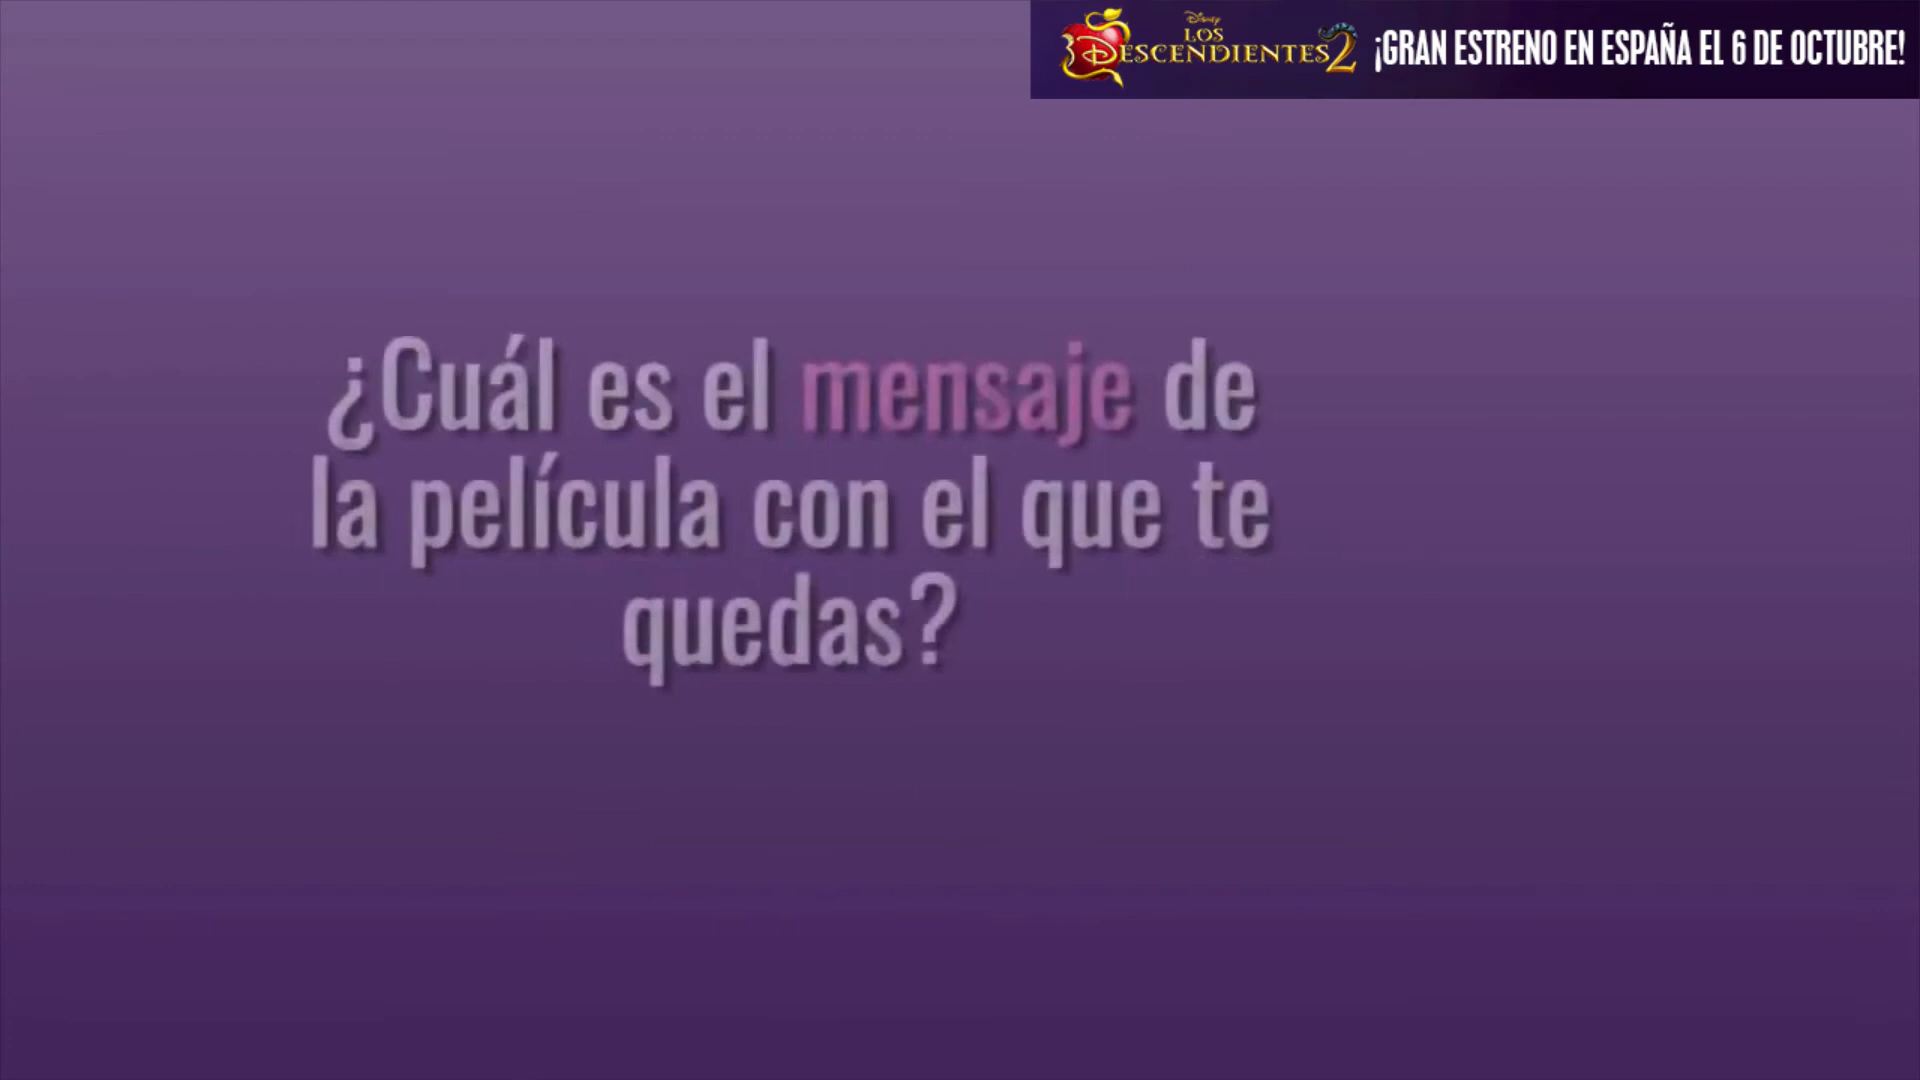 Disney
LOS
DESCENDIENTES 2
¡GRAN ESTRENO EN ESPAÑA EL 6 DE OCTUBRE!
¿Cuál es el mensaje de
la película con el que te
quedas?